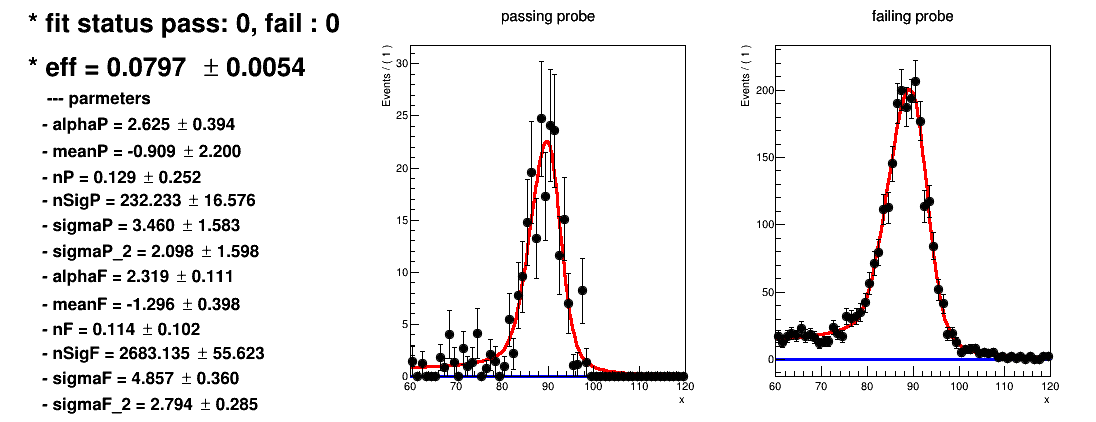 * fit status pass: 0, fail : 0
* eff = 0.0797 ± 0.0054
--- parmeters
- alphaP = 2.625 ± 0.394
- meanP = -0.909 ± 2.200
- nP = 0.129 ± 0.252
- nSigP = 232.233 ± 16.576
- sigmaP = 3.460 ± 1.583
- sigmaP_2 = 2.098 ± 1.598
- alphaF = 2.319 ± 0.111
- meanF = -1.296 ± 0.398
- nF = 0.114 ± 0.102
- nSigF = 2683.135 ± 55.623
- sigmaF = 4.857 ± 0.360
- sigmaF_2 = 2.794 ± 0.285
passing probe
Events / ( 1 )
30
25
20
15
10
5
0
60 70 80 90 100 110 120
x
failing probe
Events / ( 1 )
200
150
100
50
0
60 70 80 90 100 110 120
x